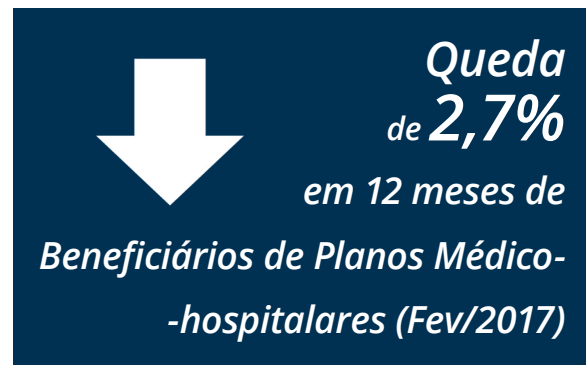 Queda
de 2,7%
em 12 meses de
Beneficiários de Planos Médico-
-hospitalares (Fev/2017)